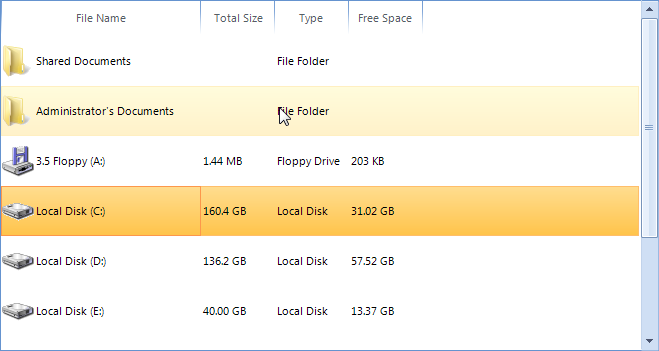 File Name Total Size Type Free Space
Shared Documents File Folder
Administrator's Documents File Folder
3.5 Floppy (A:) 1.44 MB Floppy Drive 203 KB
Local Disk (C:) 160.4 GB Local Disk 31.02 GB
Local Disk (D:) 136.2 GB Local Disk 57.52 GB
Local Disk (E:) 40.00 GB Local Disk 13.37 GB